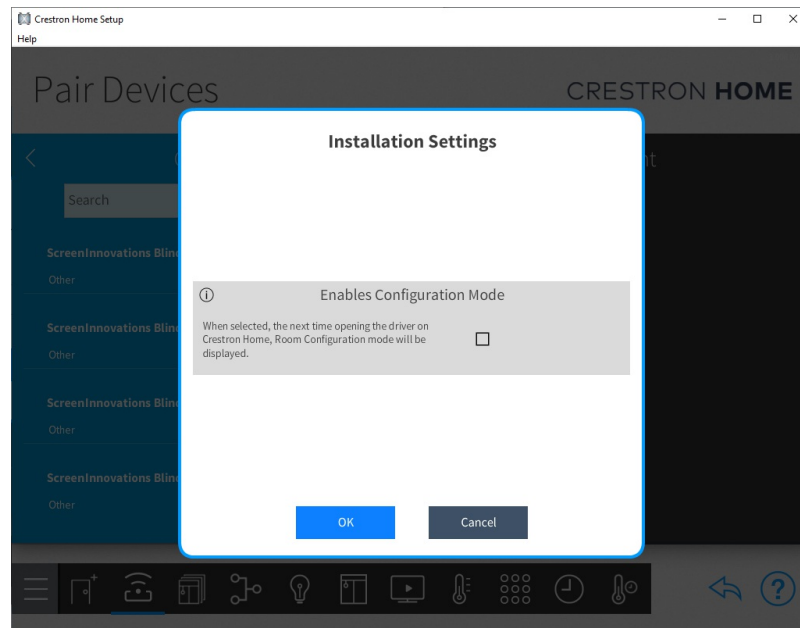 Crestron Home Setup
Help
Pair Devices
CRESTRON HOME
Installation Settings
Search
ScreenInnovations Blin
Other
Enables Configuration Mode
When selected, the next time opening the driver on
Crestron Home, Room Configuration mode will be
displayed.
ScreenInnovations Blin
Other
ScreenInnovations Blin
Other
ScreenInnovations Blin
Other
OK
Cancel
?